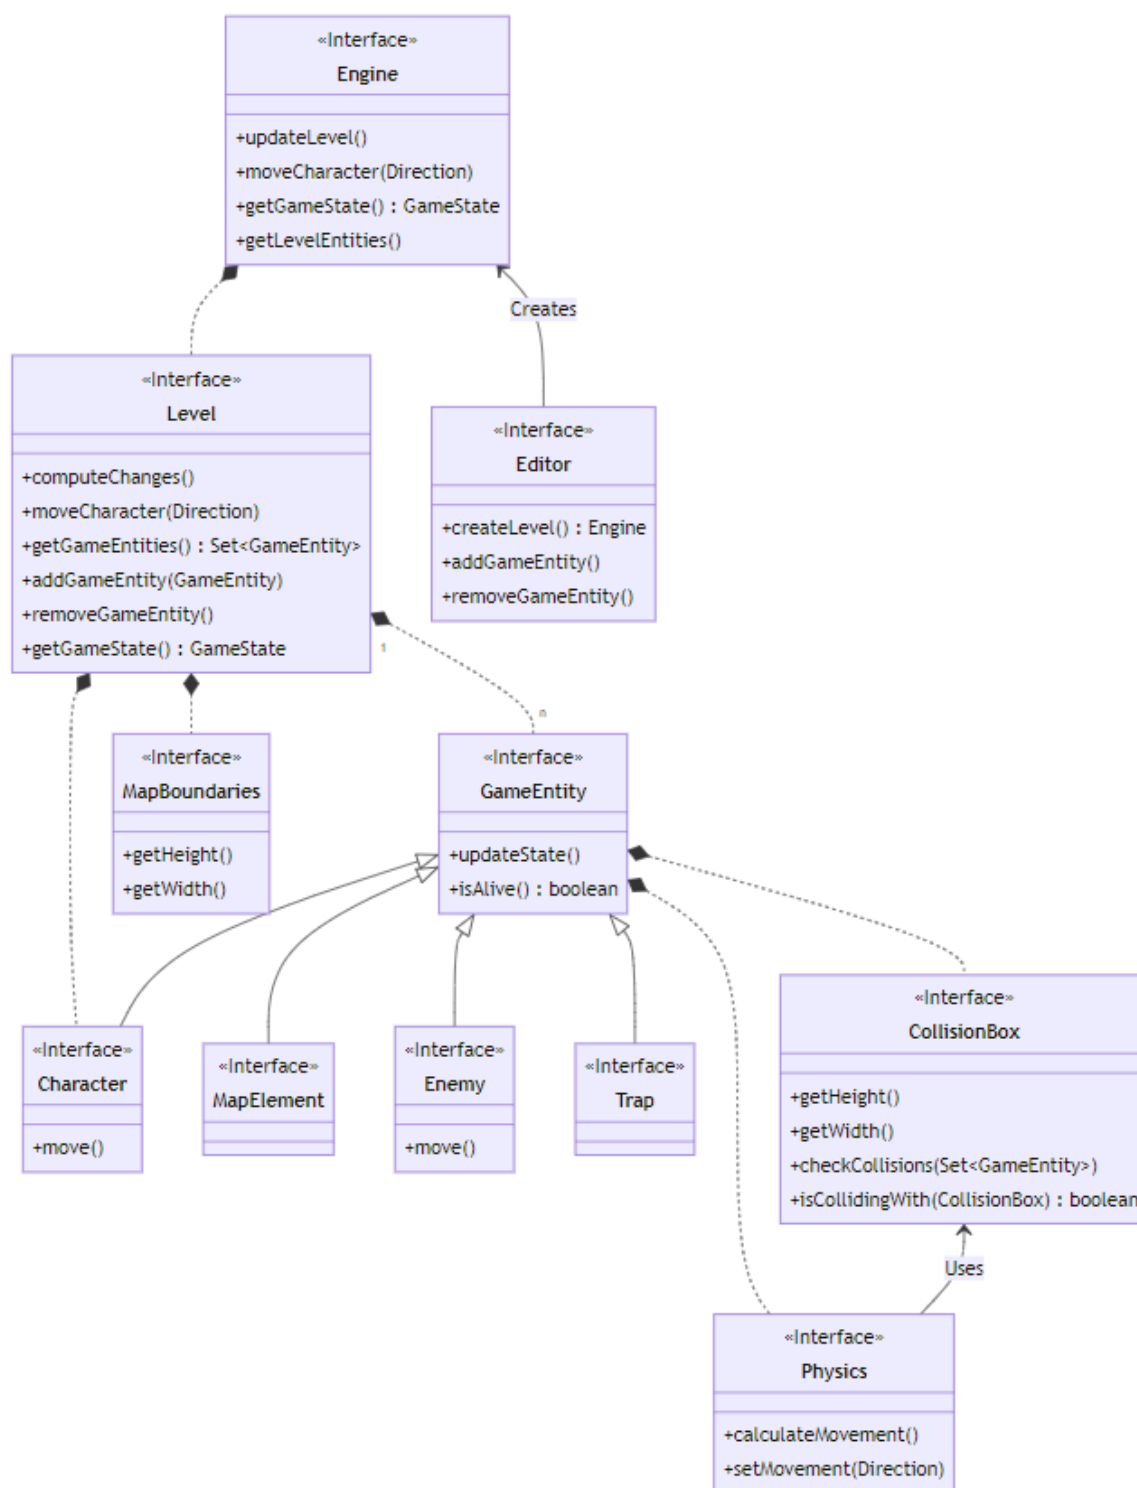 «Interface»
Engine
+updateLevel()
+moveCharacter(Direction)
+getGameState() : GameState
+getLevelEntities()
Creates
«Interface»
Level
+computeChanges()
+moveCharacter(Direction)
+getGameEntities() : Set<GameEntity>
+addGameEntity(GameEntity)
+removeGameEntity()
+getGameState() : GameState
«Interface»
Editor
+createLevel() : Engine
+addGameEntity()
+removeGameEntity()
1
n
«Interface»
MapBoundaries
+getHeight()
+getWidth()
«Interface»
GameEntity
+updateState()
+isAlive() : boolean
«Interface»
Character
+move()
«Interface»
MapElement
«Interface»
Enemy
+move()
«Interface»
Trap
«Interface»
CollisionBox
+getHeight()
+getWidth()
+checkCollisions(Set<GameEntity>)
+isCollidingWith(CollisionBox) : boolean
Uses
«Interface»
Physics
+calculateMovement()
+setMovement(Direction)